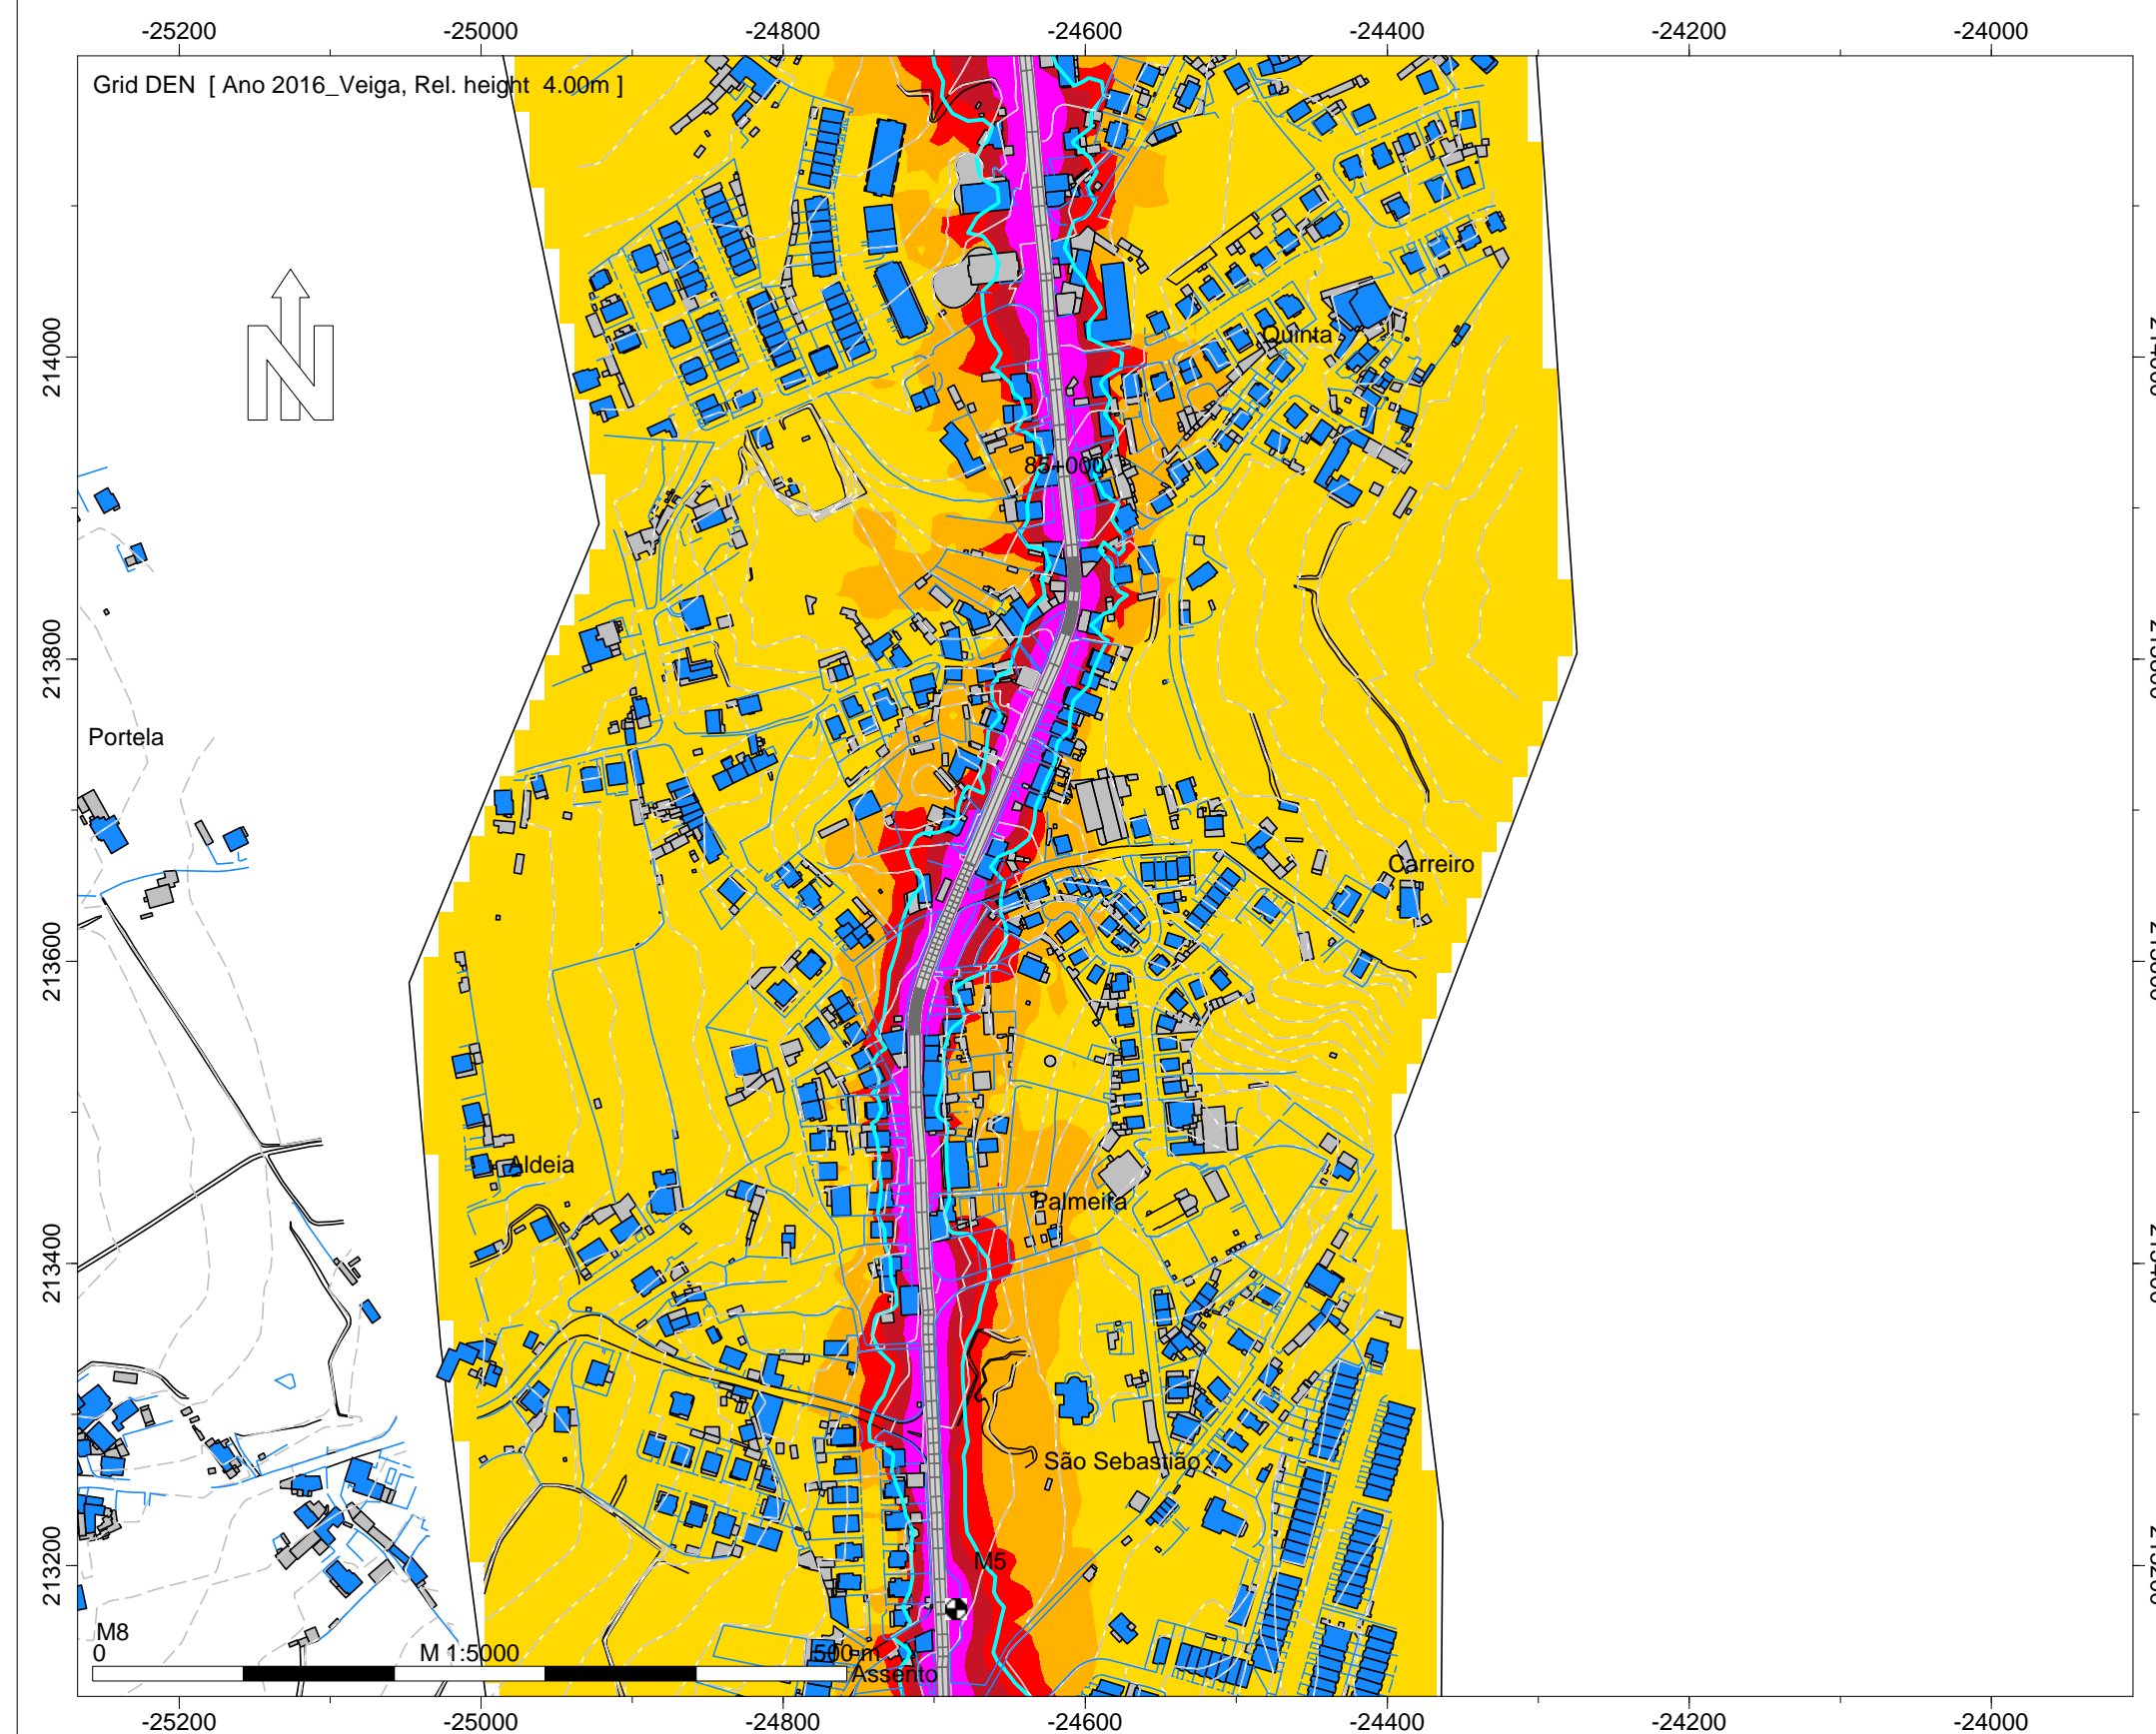 -25200 -25000 -24800 -24600 -24400 -24200 -24000
Grid DEN [ Ano 2016_Veiga, Rel. height 4.00m ]
N
Quinta
214000
85+000
213800
Portela
Carreiro
213600
Aldeia
Palmeira
213400
São Sebastião
M5
213200
M8
0 M 1:5000 500 m
Assento
-25200 -25000 -24800 -24600 -24400 -24200 -24000